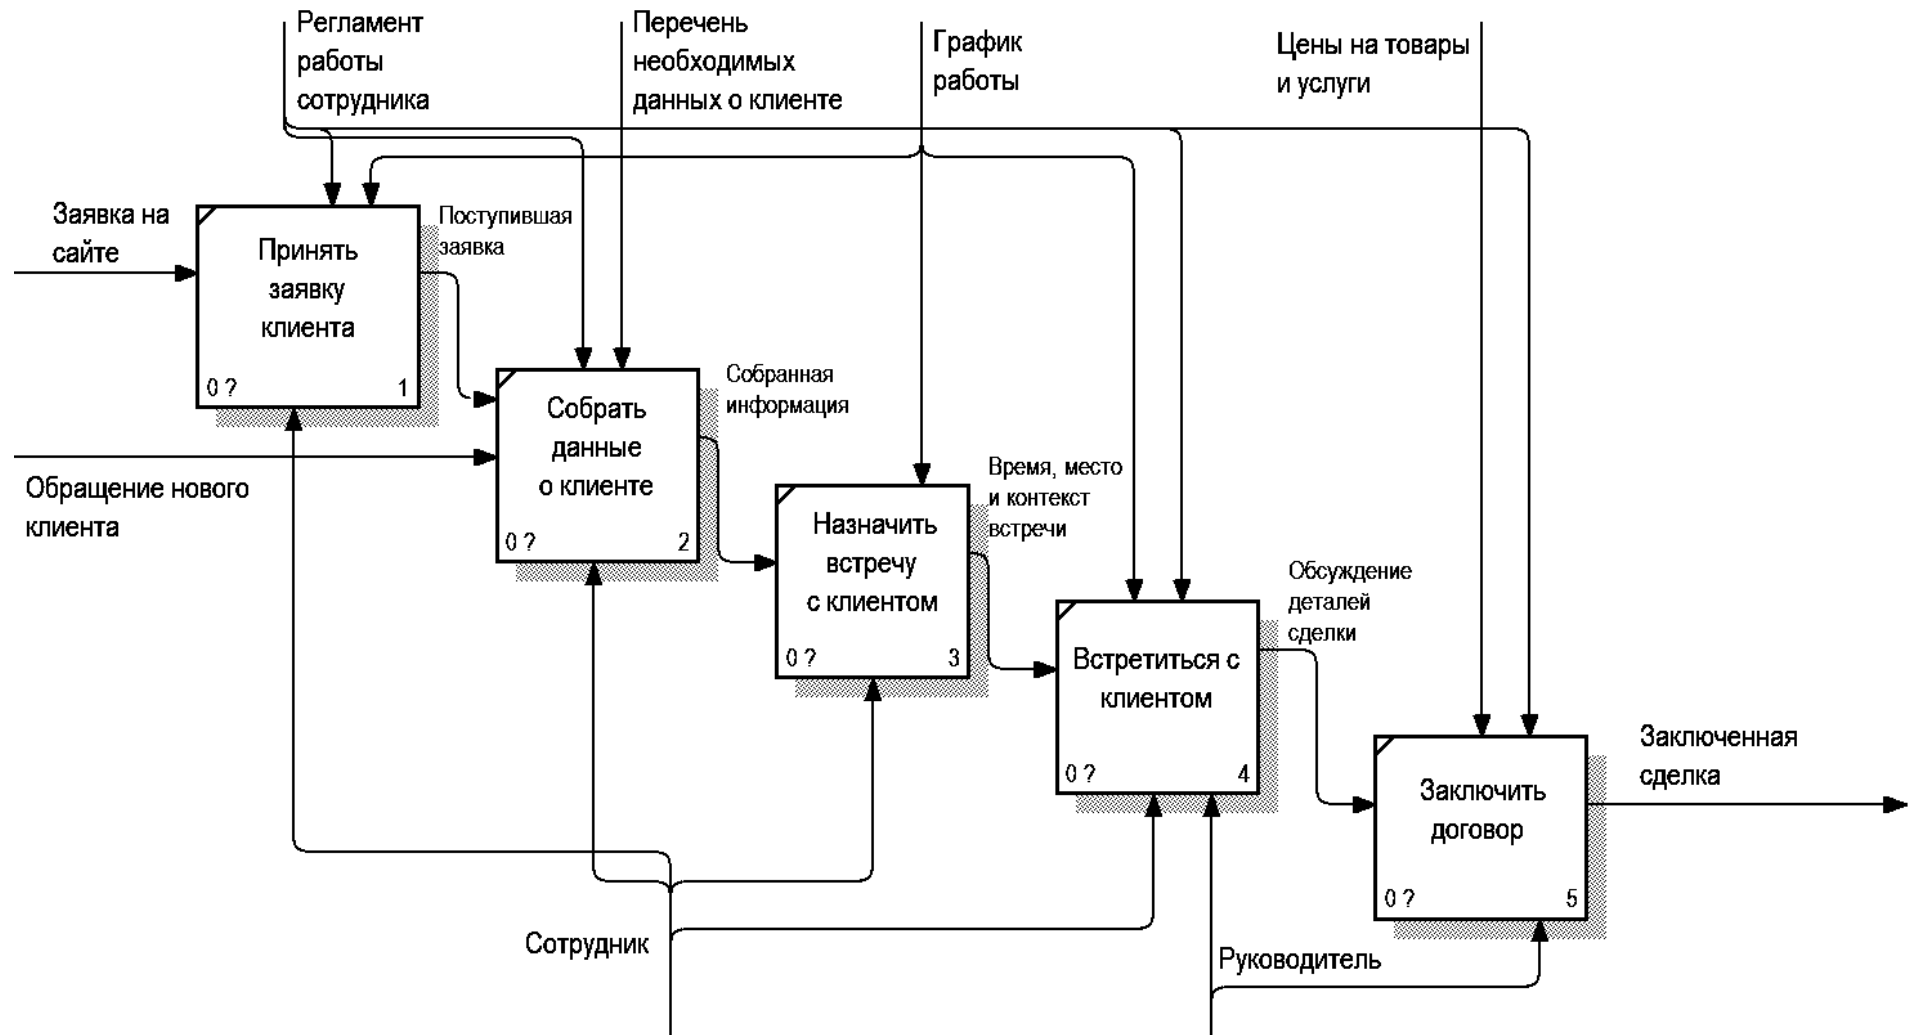 Регламент
работы
сотрудника
Перечень
необходимых
данных о клиенте
График
работы
Цены на товары
и услуги
Заявка на
сайте
Принять
заявку
клиента
0 ?
1
Поступившая
заявка
Обращение нового
клиента
Собрать
данные
о клиенте
0 ?
2
Собранная
информация
Назначить
встречу
с клиентом
0 ?
3
Время, место
и контекст
встречи
Встретиться с
клиентом
0 ?
4
Обсуждение
деталей
сделки
Заключить
договор
0 ?
5
Заключенная
сделка
Сотрудник
Руководитель